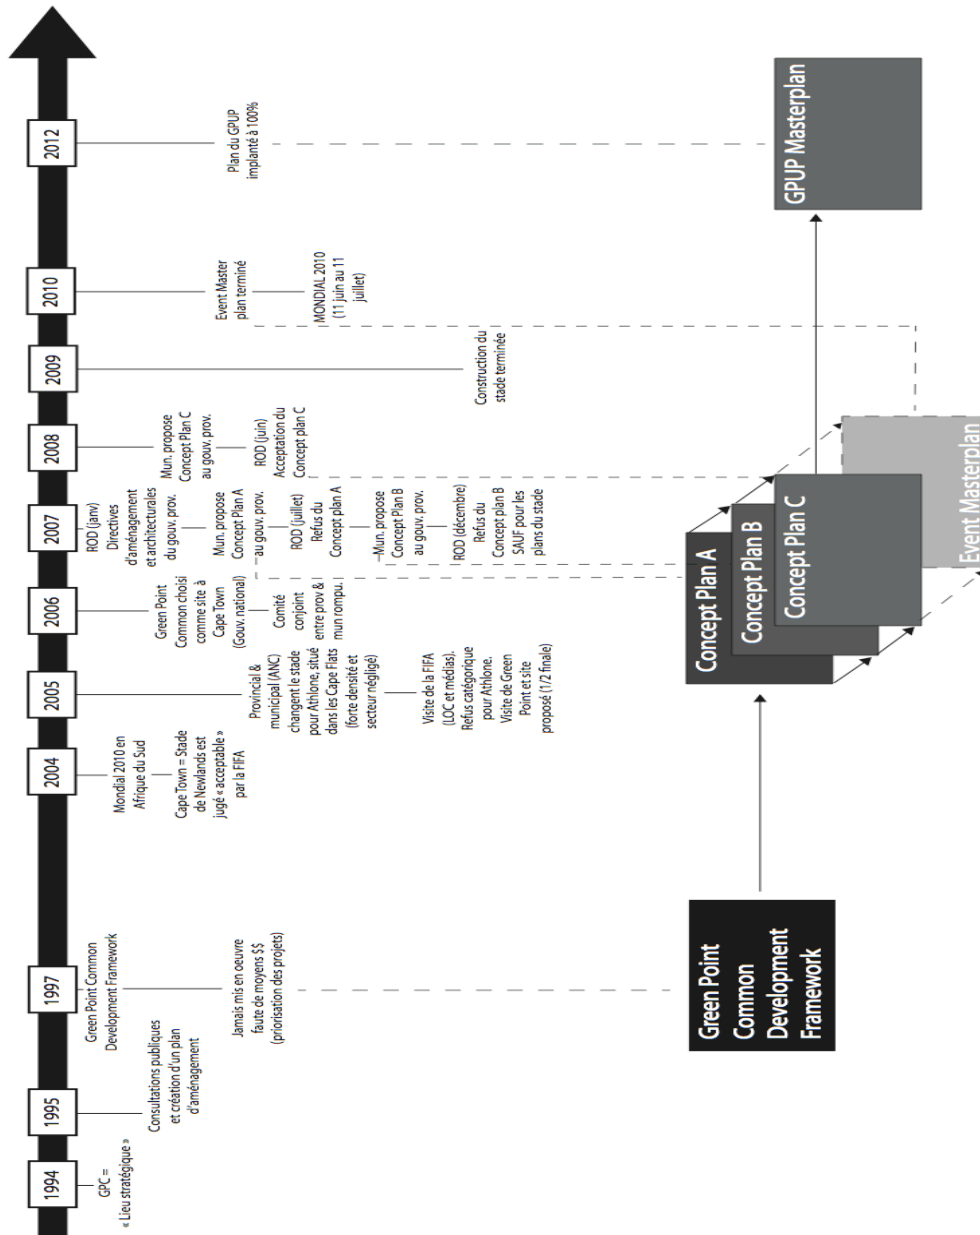 1994
GPC =
« Lieu stratégique »
1995
Consultations publiques
et création d'un plan
d'aménagement
1997
Green Point Common
Development Framework
Jamais mis en oeuvre
faute de moyens $$
(priorisation des projets)
2004
Mondial 2010 en
Afrique du Sud
Cape Town = Stade
de Newlands est
jugé « acceptable »
par la FIFA
2005
Provincial &
municipal (ANC)
changent le stade
pour Athlone, situé
dans les Cape Flats
(forte densité et
secteur négligé)
Visite de la FIFA
(LOC et médias).
Refus catégorique
pour Athlone.
Visite de Green
Point et site
proposé (1/2 finale)
2006
Green Point
Common choisi
comme site à
Cape Town
(Gouv. national)
Comité
conjoint
entre prov &
mun rompu.
2007
ROD (janv)
Directives
d'aménagement
et architecturales
du gouv. prov.
Mun. propose
Concept Plan A
au gouv. prov.
ROD (juillet)
Refus du
Concept plan A
Mun. propose
Concept Plan B
au gouv. prov.
ROD (décembre)
Refus du
Concept plan B
SAUF pour les
plans du stade
2008
Mun. propose
Concept Plan C
au gouv. prov.
ROD (juin)
Acceptation du
Concept plan C
2009
Construction du
stade terminée
2010
Event Master
plan terminé
MONDIAL 2010
(11 juin au 11
juillet)
2012
Plan du GPUP
implanté à 100%
Green Point
Common
Development
Framework
Concept Plan A
Concept Plan B
Concept Plan C
Event Masterplan
GPUP Masterplan